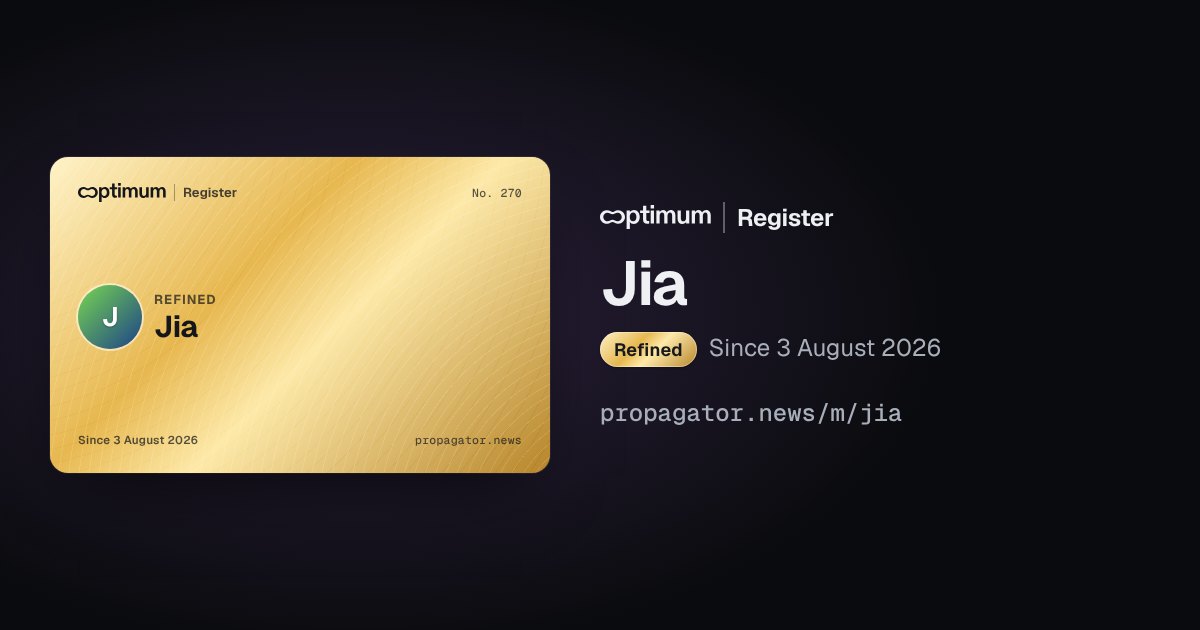 optimum | Register
No. 270
J
REFINED
Jia
Since 3 August 2026
propagator.news
optimum | Register
Jia
Refined
Since 3 August 2026
propagator.news/m/jia